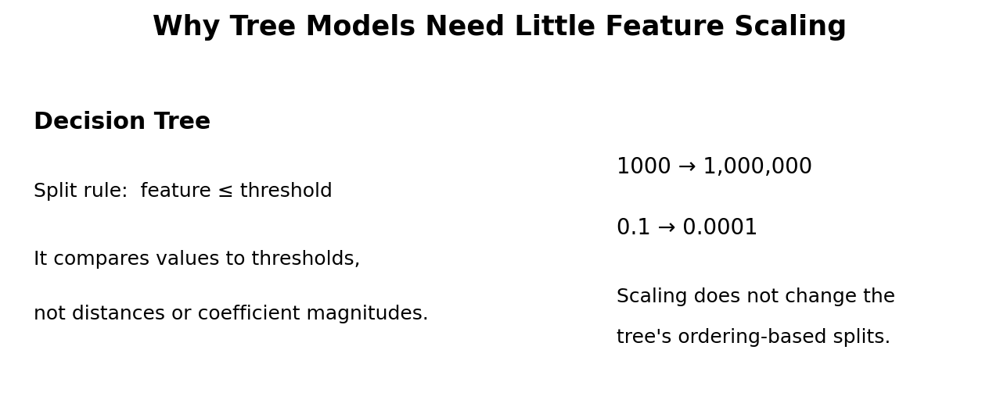 Why Tree Models Need Little Feature Scaling
Decision Tree
Split rule:  feature ≤ threshold
It compares values to thresholds,
not distances or coefficient magnitudes.
1000 → 1,000,000
0.1 → 0.0001
Scaling does not change the
tree's ordering-based splits.